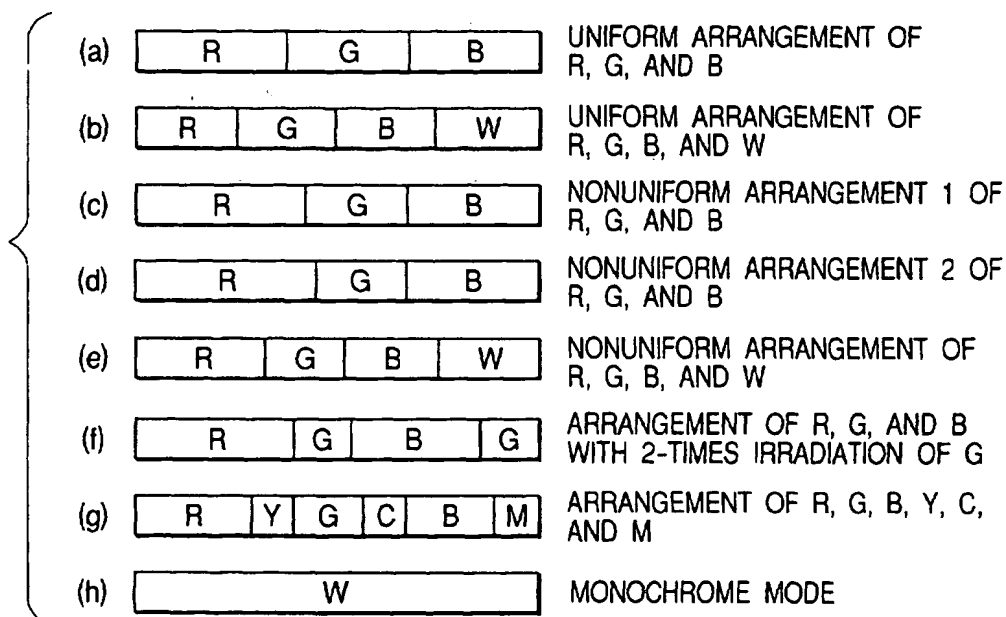 (a) R G B UNIFORM ARRANGEMENT OF
R, G, AND B
(b) R G B W UNIFORM ARRANGEMENT OF
R, G, B, AND W
(c) R G B NONUNIFORM ARRANGEMENT 1 OF
R, G, AND B
(d) R G B NONUNIFORM ARRANGEMENT 2 OF
R, G, AND B
(e) R G B W NONUNIFORM ARRANGEMENT OF
R, G, B, AND W
(f) R G B G ARRANGEMENT OF R, G, AND B
WITH 2-TIMES IRRADIATION OF G
(g) R Y G C B M ARRANGEMENT OF R, G, B, Y, C,
AND M
(h) W MONOCHROME MODE